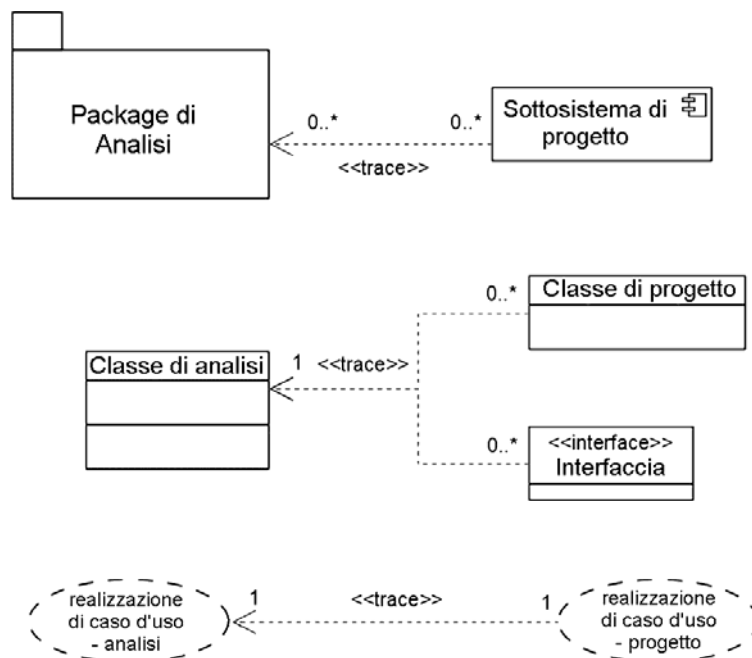 Package di
Analisi
0..*
0..*
<<trace>>
Sottosistema di
progetto
Classe di analisi
1
<<trace>>
0..*
Classe di progetto
0..*
<<interface>>
Interfaccia
realizzazione
di caso d'uso
- analisi
1
<<trace>>
1
realizzazione
di caso d'uso
- progetto